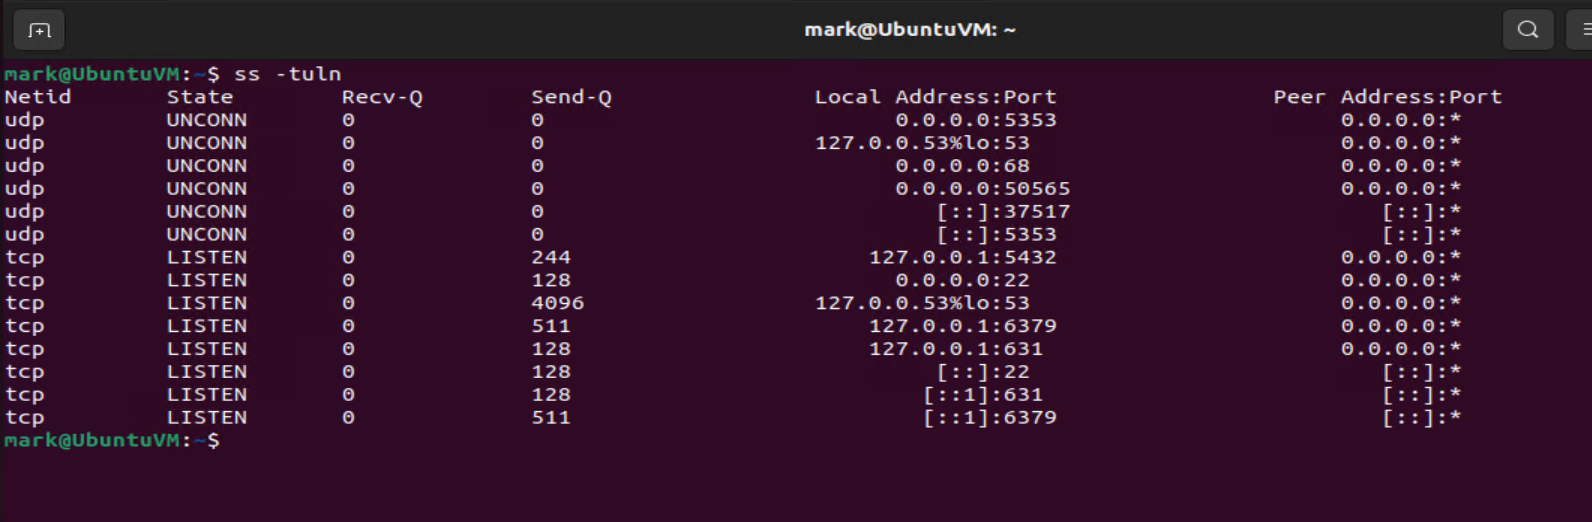 mark@UbuntuVM: ~
mark@UbuntuVM:~$ ss -tuln
Netid State Recv-Q Send-Q Local Address:Port Peer Address:Port
udp UNCONN 0 0 0.0.0.0:5353 0.0.0.0:*
udp UNCONN 0 0 127.0.0.53%lo:53 0.0.0.0:*
udp UNCONN 0 0 0.0.0.0:68 0.0.0.0:*
udp UNCONN 0 0 0.0.0.0:50565 0.0.0.0:*
udp UNCONN 0 0 [::]:37517 [::]:*
udp UNCONN 0 0 [::]:5353 [::]:*
tcp LISTEN 0 244 127.0.0.1:5432 0.0.0.0:*
tcp LISTEN 0 128 0.0.0.0:22 0.0.0.0:*
tcp LISTEN 0 4096 127.0.0.53%lo:53 0.0.0.0:*
tcp LISTEN 0 511 127.0.0.1:6379 0.0.0.0:*
tcp LISTEN 0 128 127.0.0.1:631 0.0.0.0:*
tcp LISTEN 0 128 [::]:22 [::]:*
tcp LISTEN 0 128 [::1]:631 [::]:*
tcp LISTEN 0 511 [::1]:6379 [::]:*
mark@UbuntuVM:~$